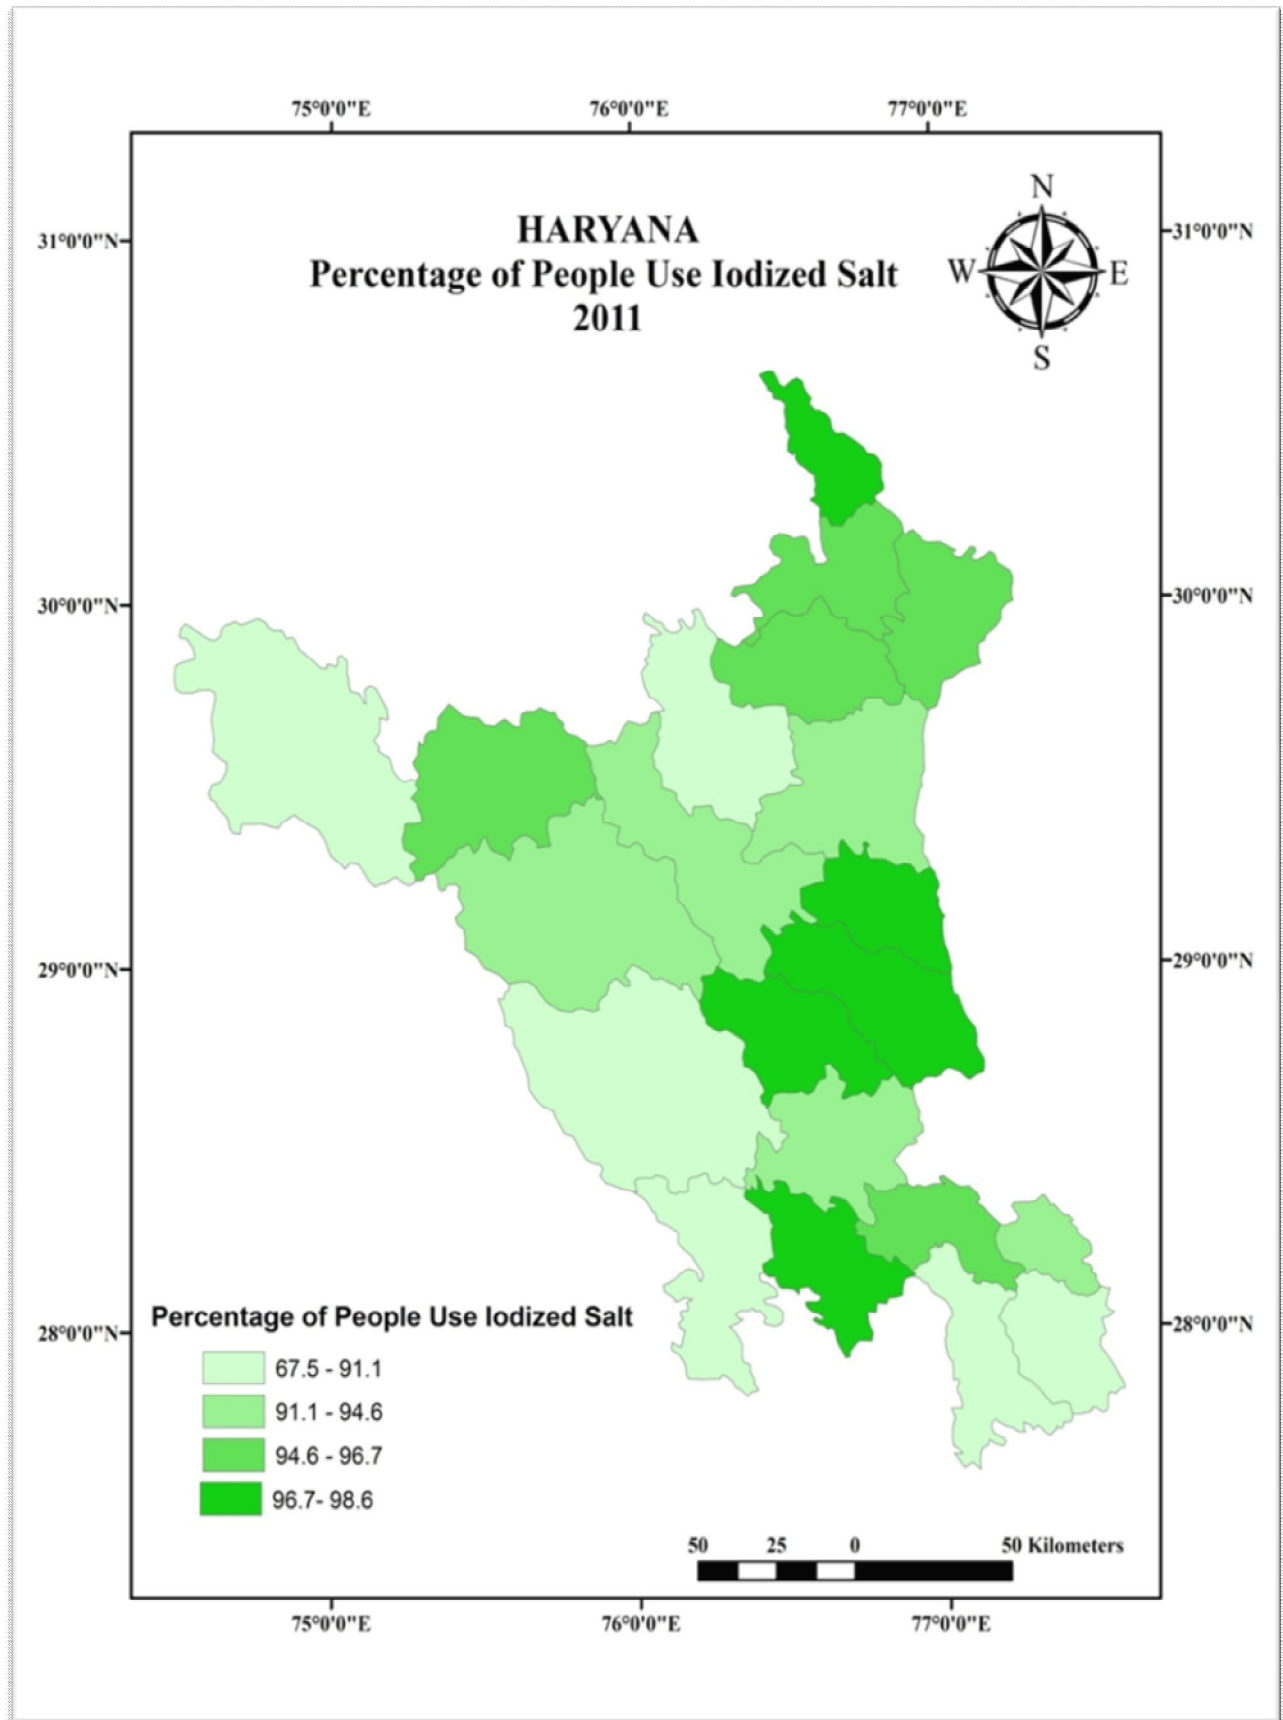 75°0'0"E 76°0'0"E 77°0'0"E
HARYANA
Percentage of People Use Iodized Salt
2011
N
W E
S
31°0'0"N 31°0'0"N
30°0'0"N 30°0'0"N
29°0'0"N 29°0'0"N
28°0'0"N 28°0'0"N
Percentage of People Use Iodized Salt
67.5 - 91.1
91.1 - 94.6
94.6 - 96.7
96.7- 98.6
50 25 0 50 Kilometers
75°0'0"E 76°0'0"E 77°0'0"E